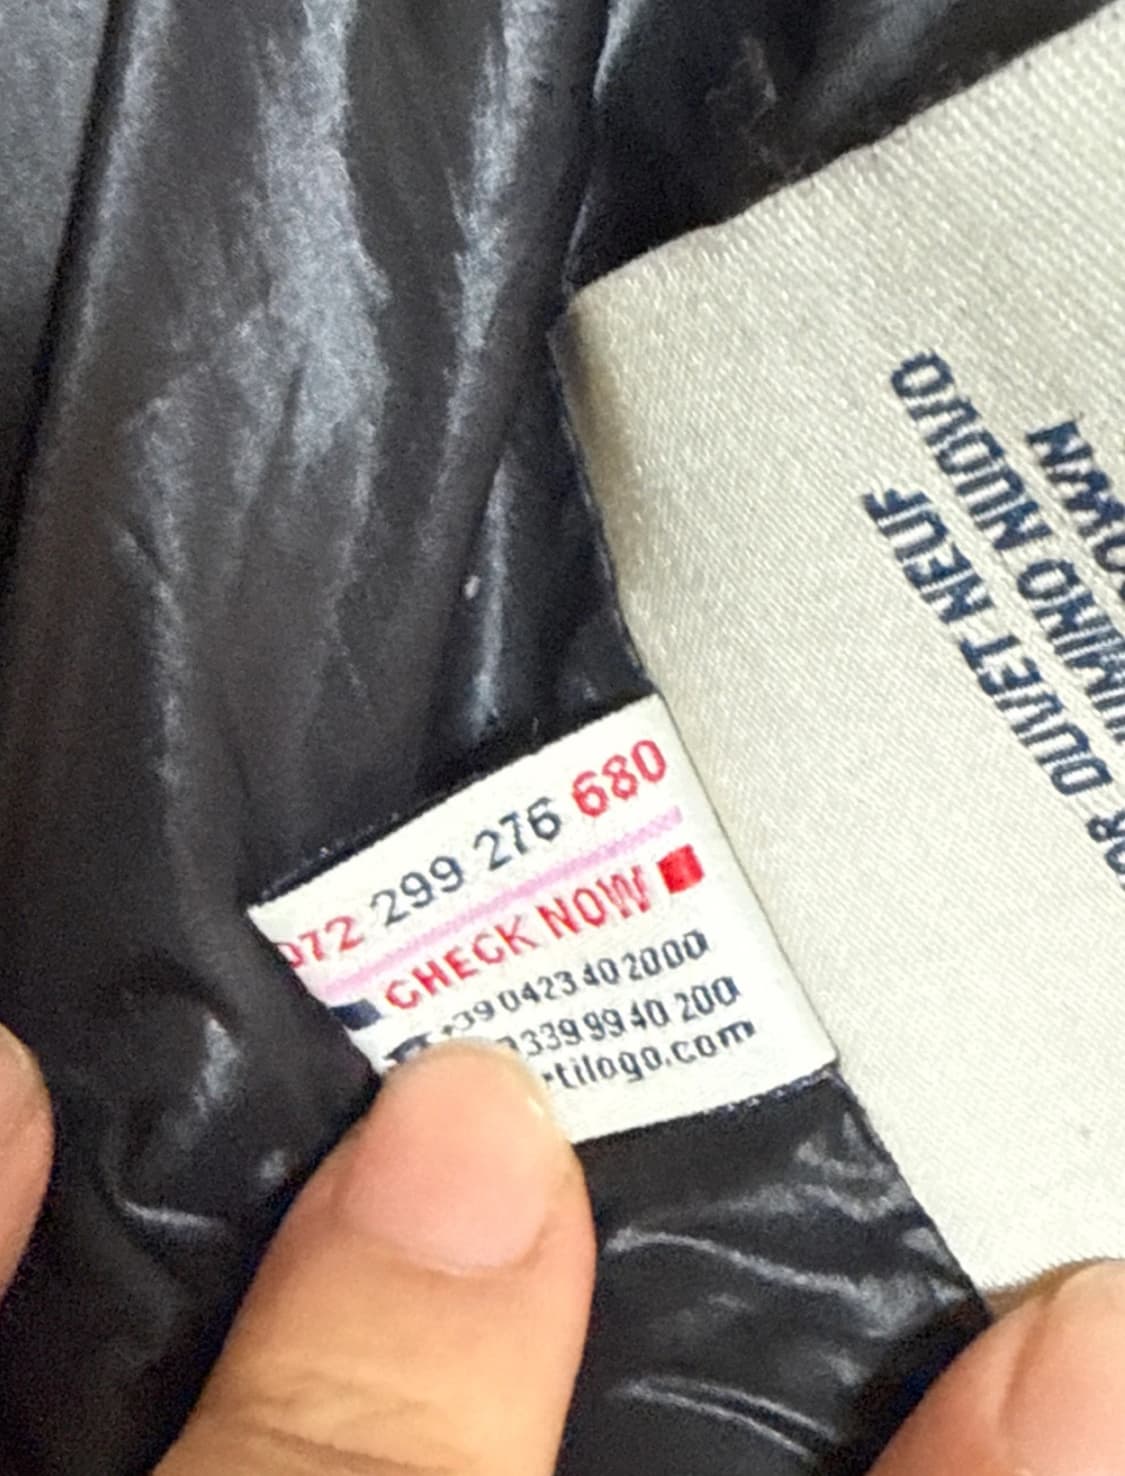 072 299 276 680
CHECK NOW
+39 0423 40 2000
339 99 40 200
tilogo.com
DUVET NEUF
NUOVO